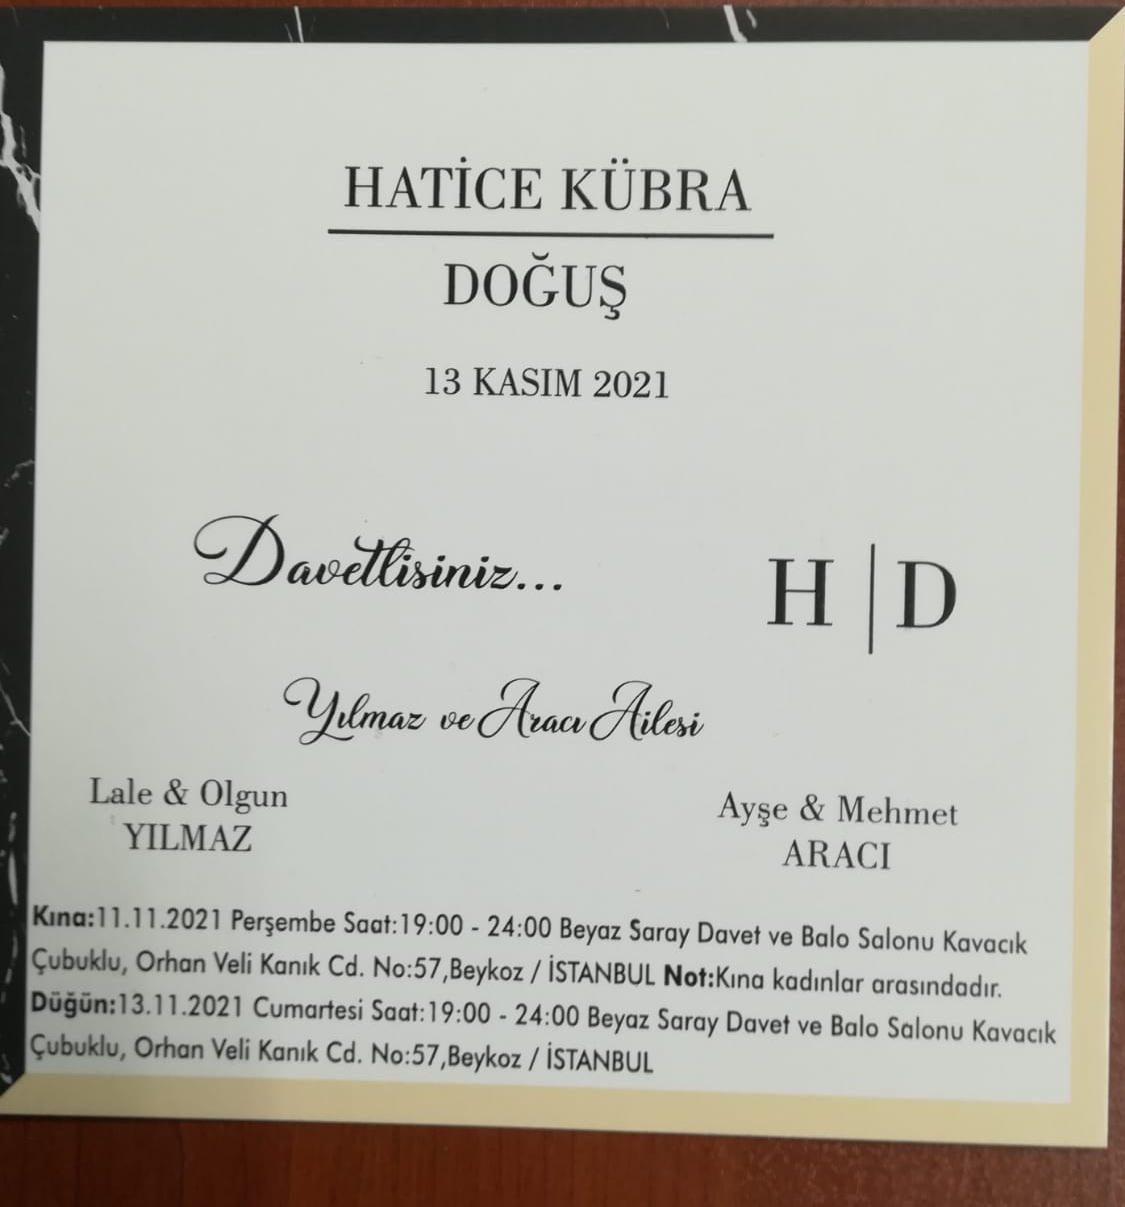 HATİCE KÜBRA
DOĞUŞ
13 KASIM 2021
Davetlisiniz...
H | D
Yılmaz ve Aracı Ailesi
Lale & Olgun
YILMAZ
Ayşe & Mehmet
ARACI
Kına:11.11.2021 Perşembe Saat:19:00 - 24:00 Beyaz Saray Davet ve Balo Salonu Kavacık
Çubuklu, Orhan Veli Kanık Cd. No:57,Beykoz / İSTANBUL Not:Kına kadınlar arasındadır.
Düğün:13.11.2021 Cumartesi Saat:19:00 - 24:00 Beyaz Saray Davet ve Balo Salonu Kavacık
Çubuklu, Orhan Veli Kanık Cd. No:57,Beykoz / İSTANBUL